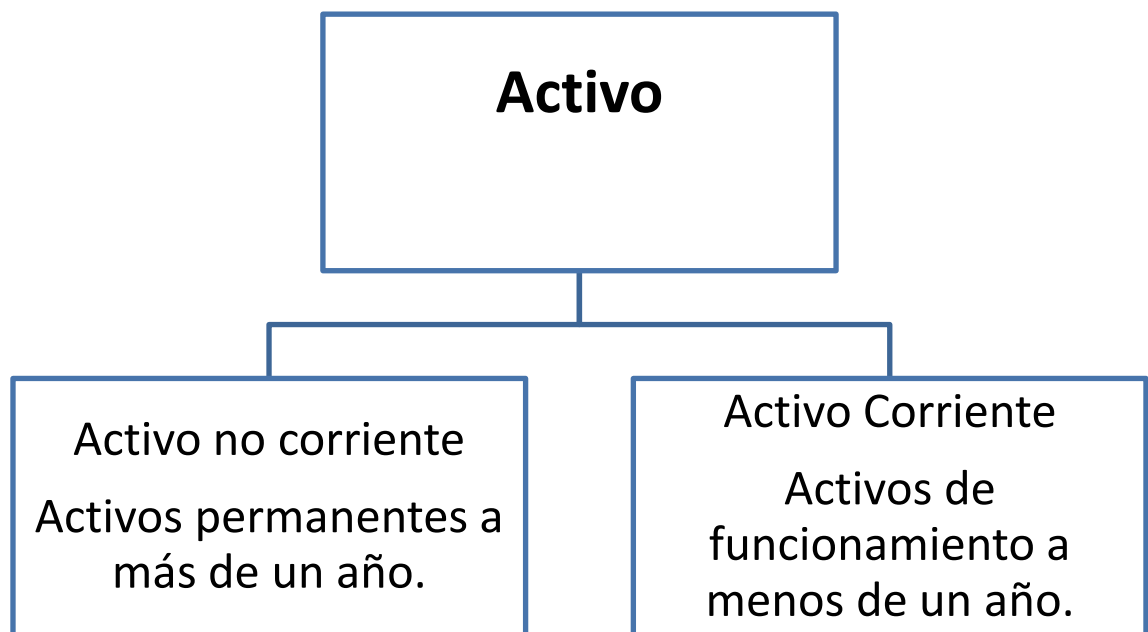 Activo
Activo no corriente
Activos permanentes a
más de un año.
Activo Corriente
Activos de
funcionamiento a
menos de un año.